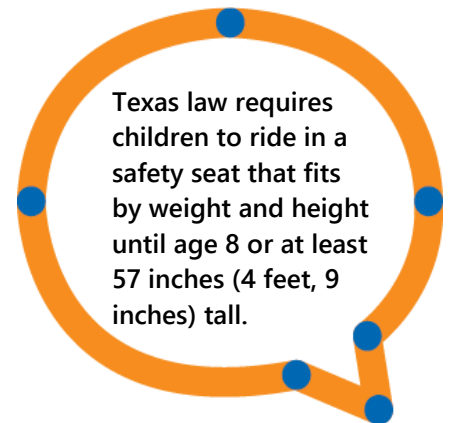 Texas law requires
children to ride in a
safety seat that fits
by weight and height
until age 8 or at least
57 inches (4 feet, 9
inches) tall.